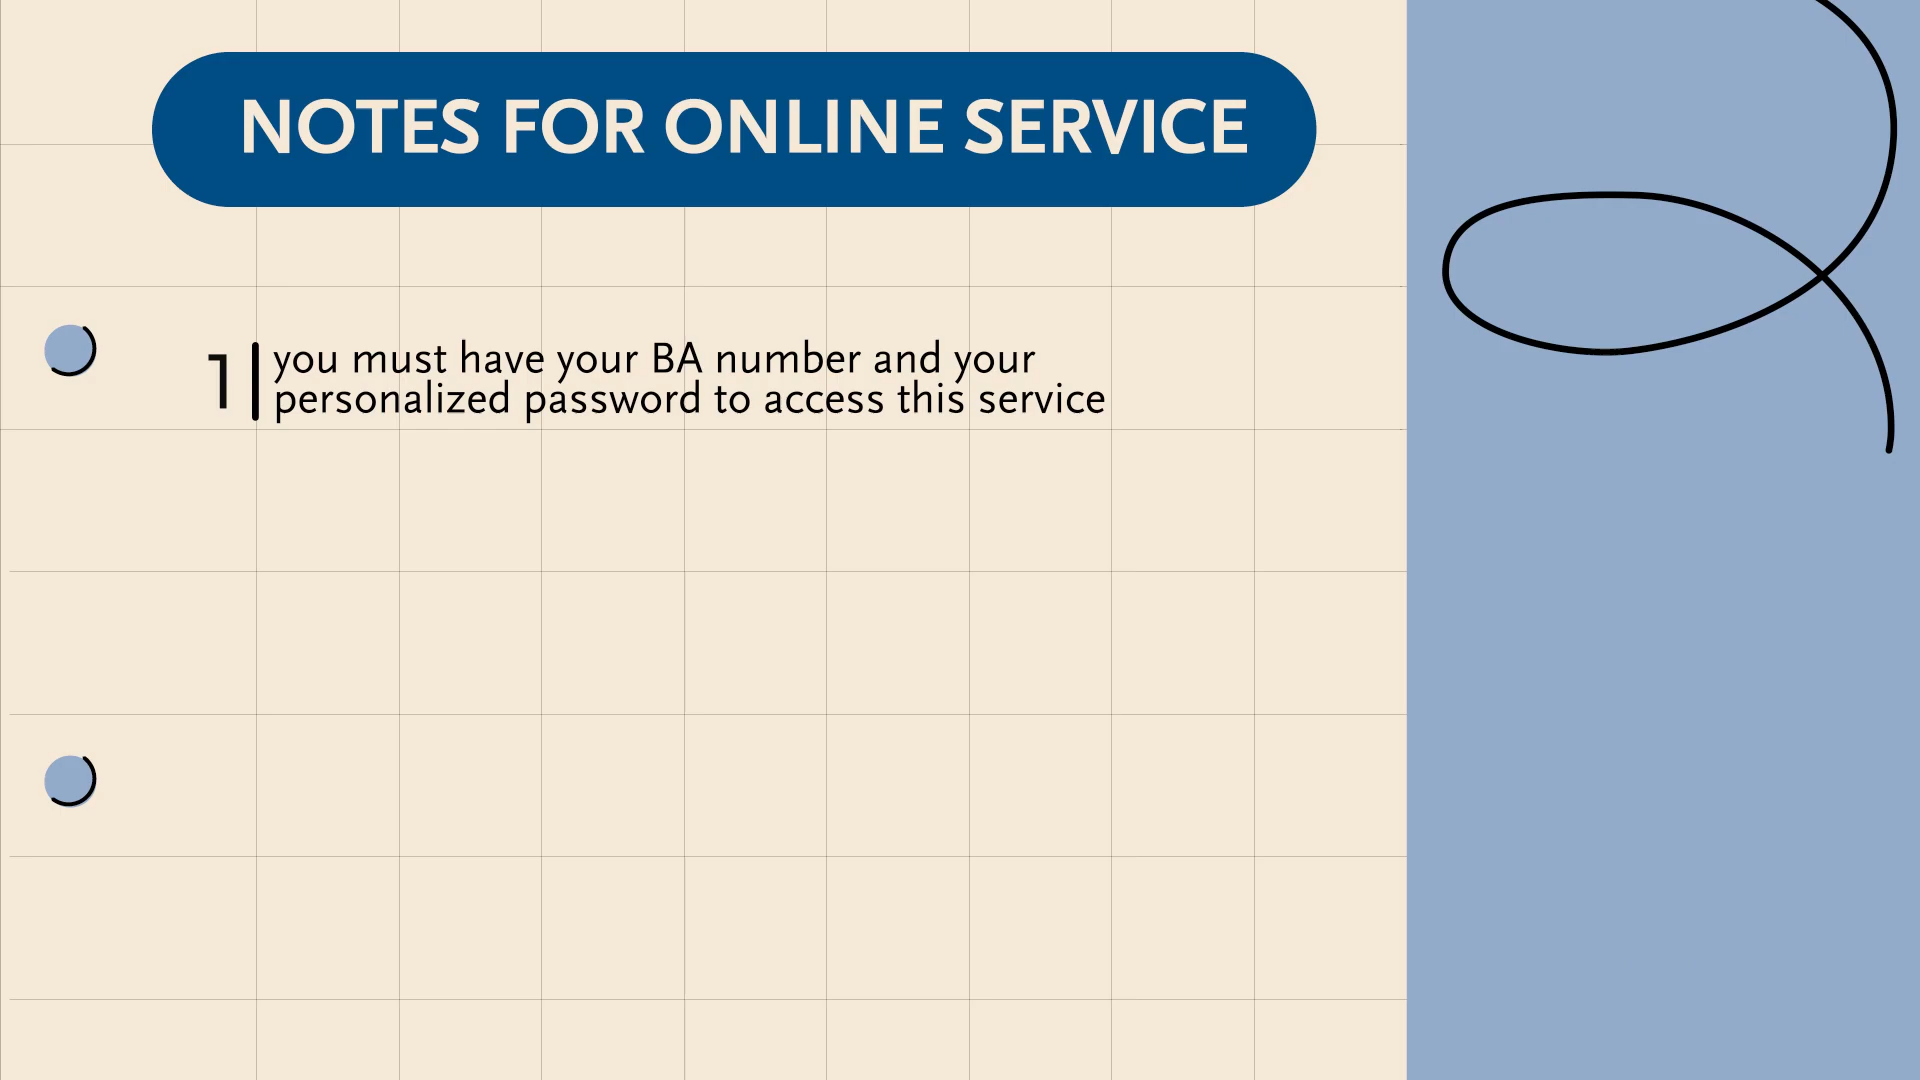 NOTES FOR ONLINE SERVICE
1
you must have your BA number and your
personalized password to access this service